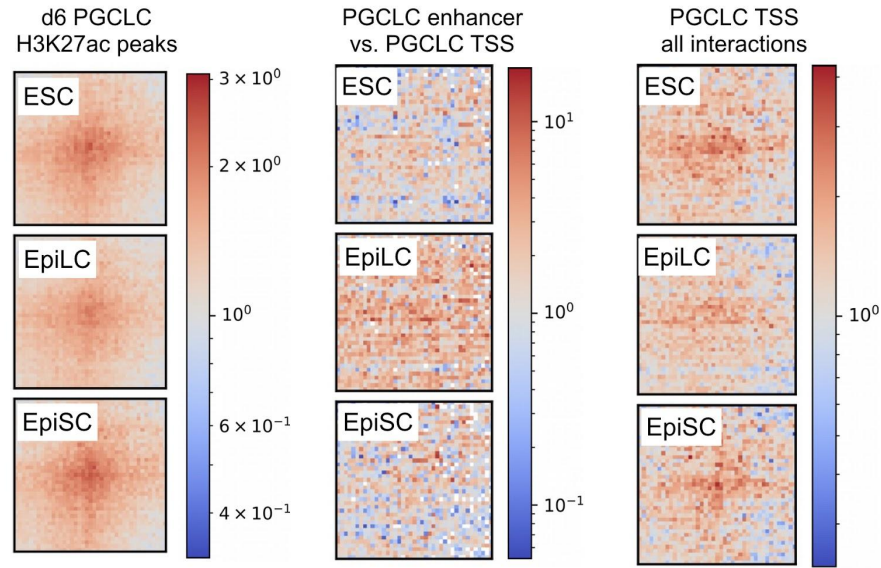 d6 PGCLC
H3K27ac peaks
ESC
EpiLC
EpiSC
3 × 10⁰
2 × 10⁰
10⁰
6 × 10⁻¹
4 × 10⁻¹
PGCLC enhancer
vs. PGCLC TSS
ESC
EpiLC
EpiSC
10¹
10⁰
10⁻¹
PGCLC TSS
all interactions
ESC
EpiLC
EpiSC
10⁰